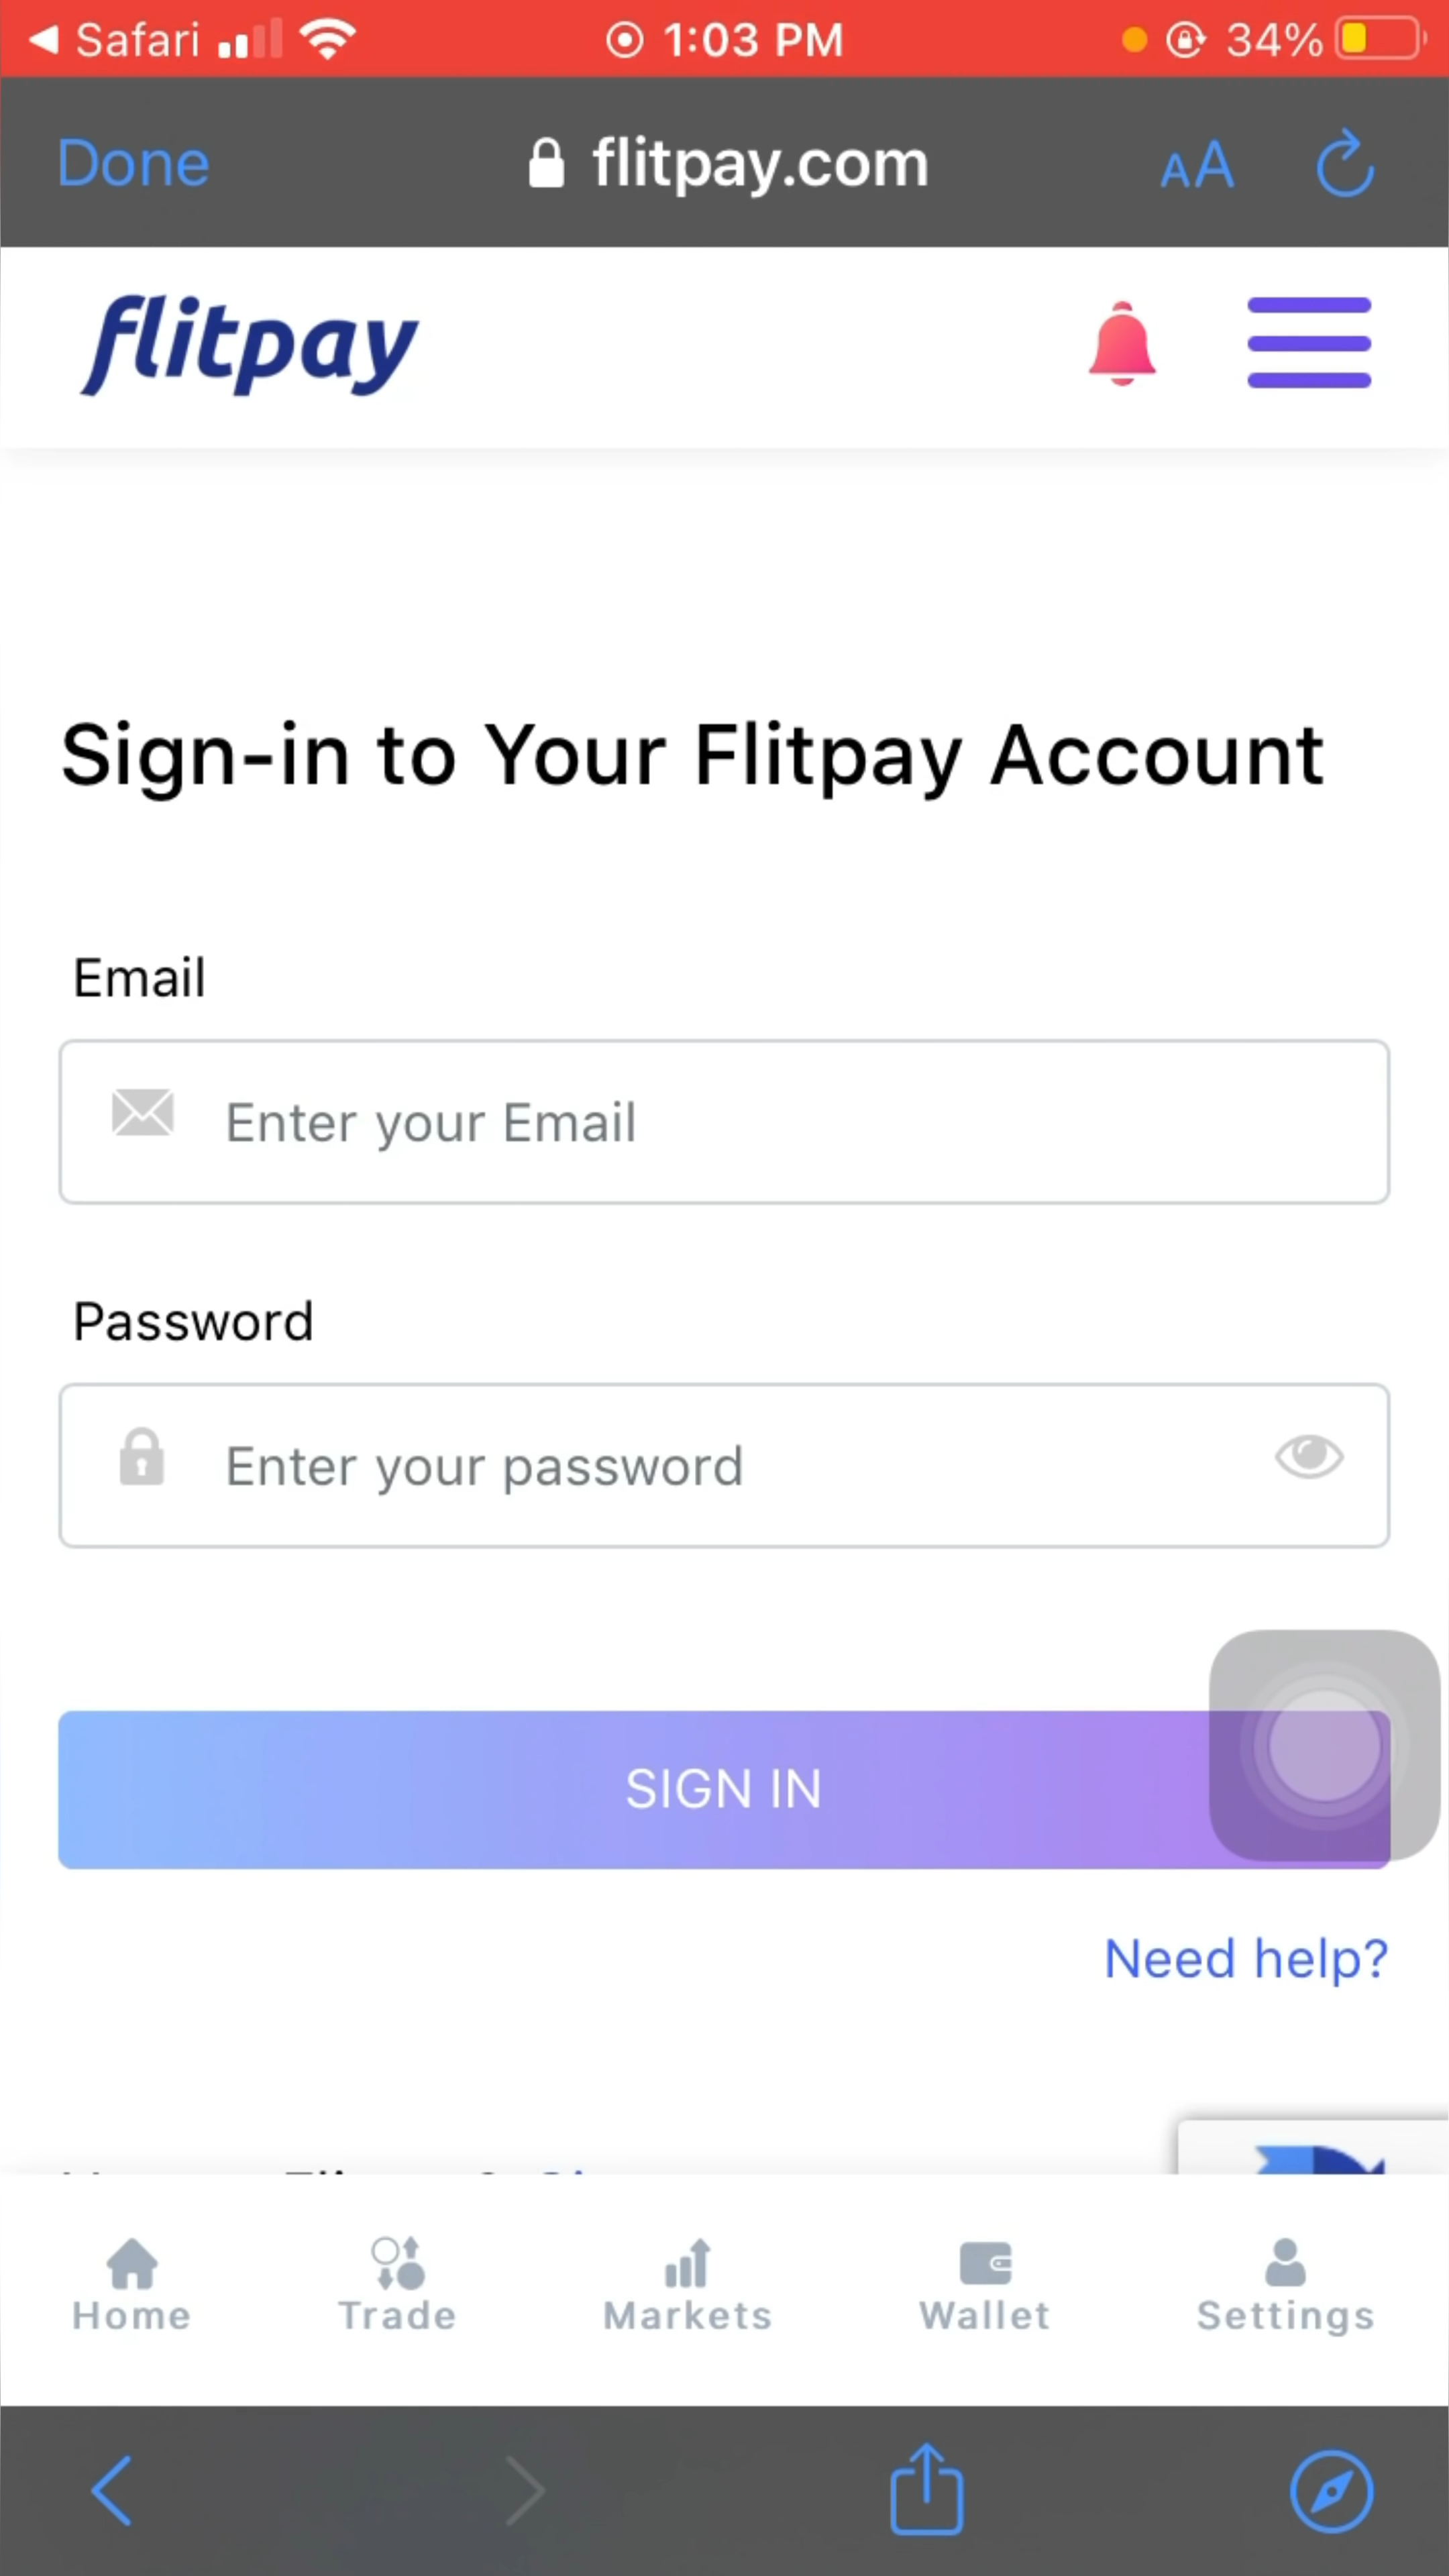 Safari 1:03 PM 34%
Done flitpay.com AA
flitpay
Sign-in to Your Flitpay Account
Email
Enter your Email
Password
Enter your password
SIGN IN
Need help?
Home Trade Markets Wallet Settings